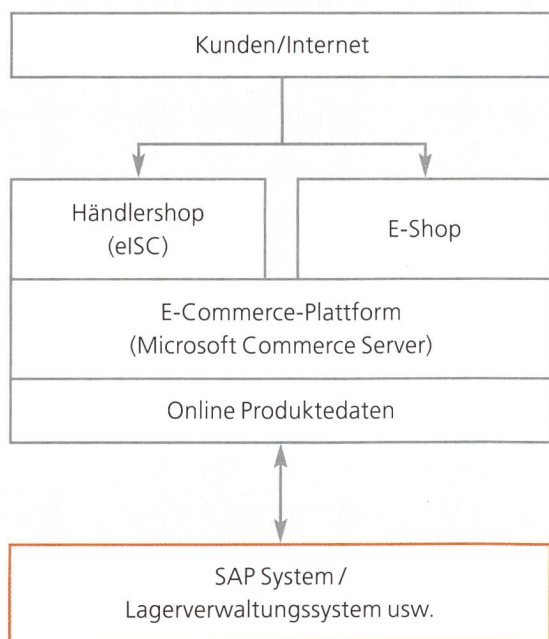 Kunden/Internet
Händlershop
(eISC)
E-Shop
E-Commerce-Plattform
(Microsoft Commerce Server)
Online Produktedaten
SAP System /
Lagerverwaltungssystem usw.